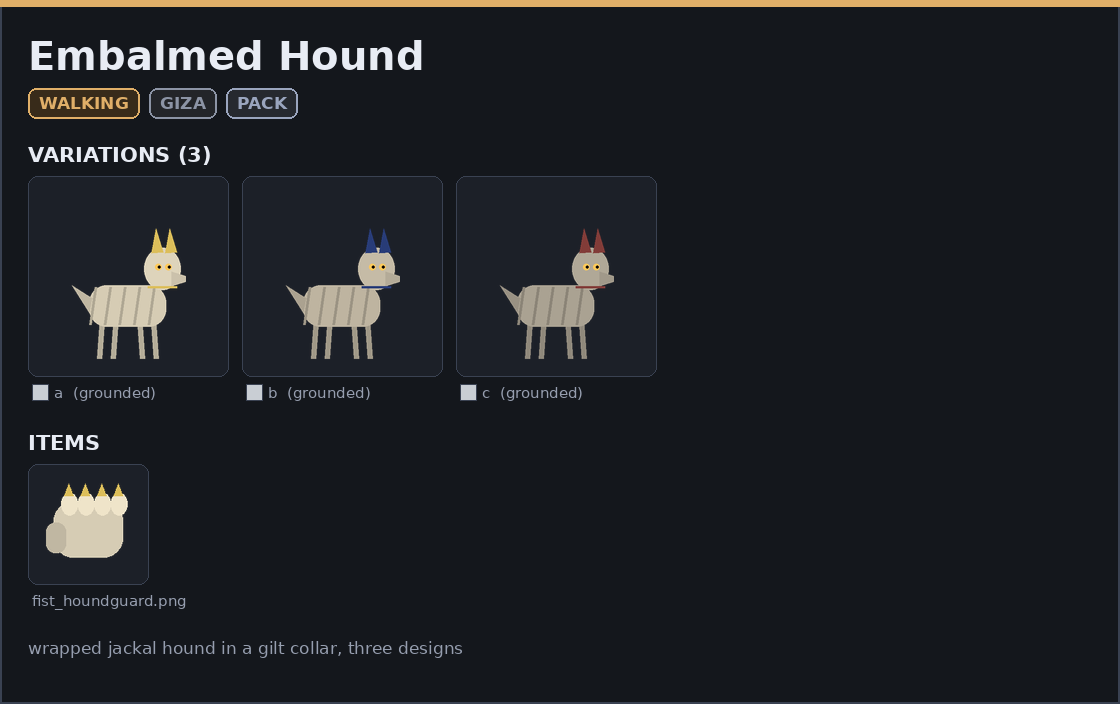 Embalmed Hound
WALKING GIZA PACK
VARIATIONS (3)
a (grounded) b (grounded) c (grounded)
ITEMS
fist_houndguard.png
wrapped jackal hound in a gilt collar, three designs